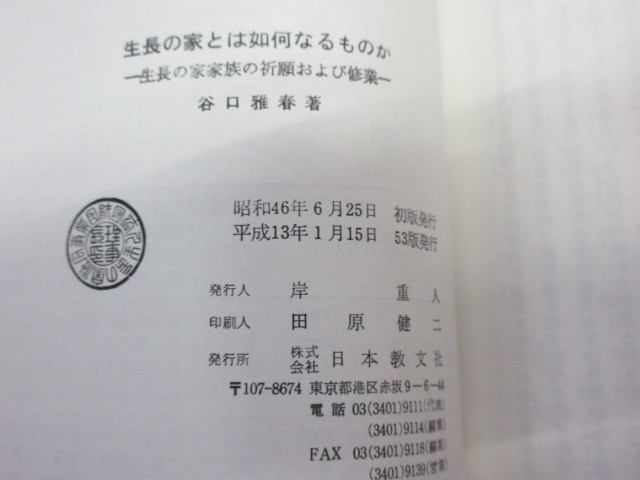 生長の家とは如何なるものか
―生長の家家族の祈願および修業―
谷口雅春著
昭和46年6月25日 初版発行
平成13年1月15日 53版発行
発行人 岸 重人
印刷人 田原健二
発行所 株式会社 日本教文社
〒107-8674 東京都港区赤坂9-6-44
電話 03(3401)9111(代表)
(3401)9114(編集)
FAX 03(3401)9118(編集)
(3401)9139(営業)